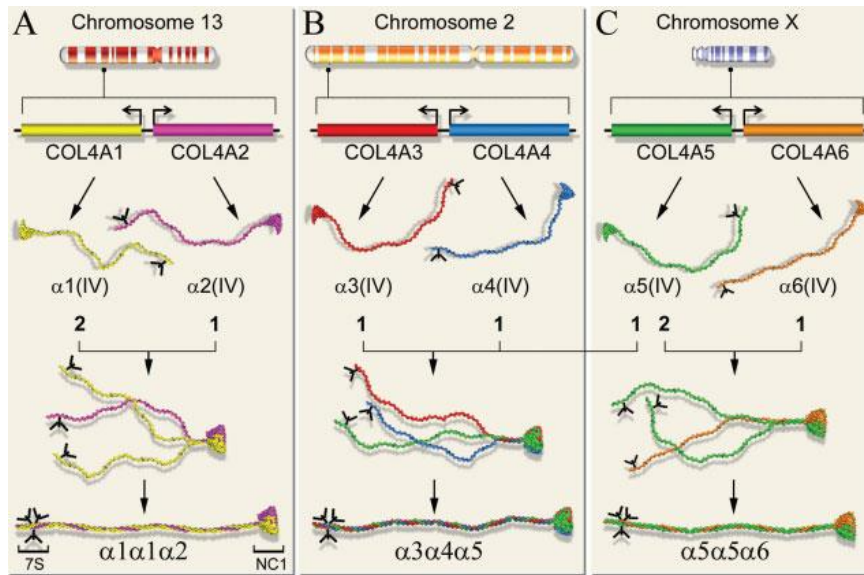 A Chromosome 13
B Chromosome 2
C Chromosome X
COL4A1 COL4A2
COL4A3 COL4A4
COL4A5 COL4A6
α1(IV) α2(IV)
α3(IV) α4(IV)
α5(IV) α6(IV)
2 1
1 1 1
2 1
7S α1α1α2 NC1
α3α4α5
α5α5α6